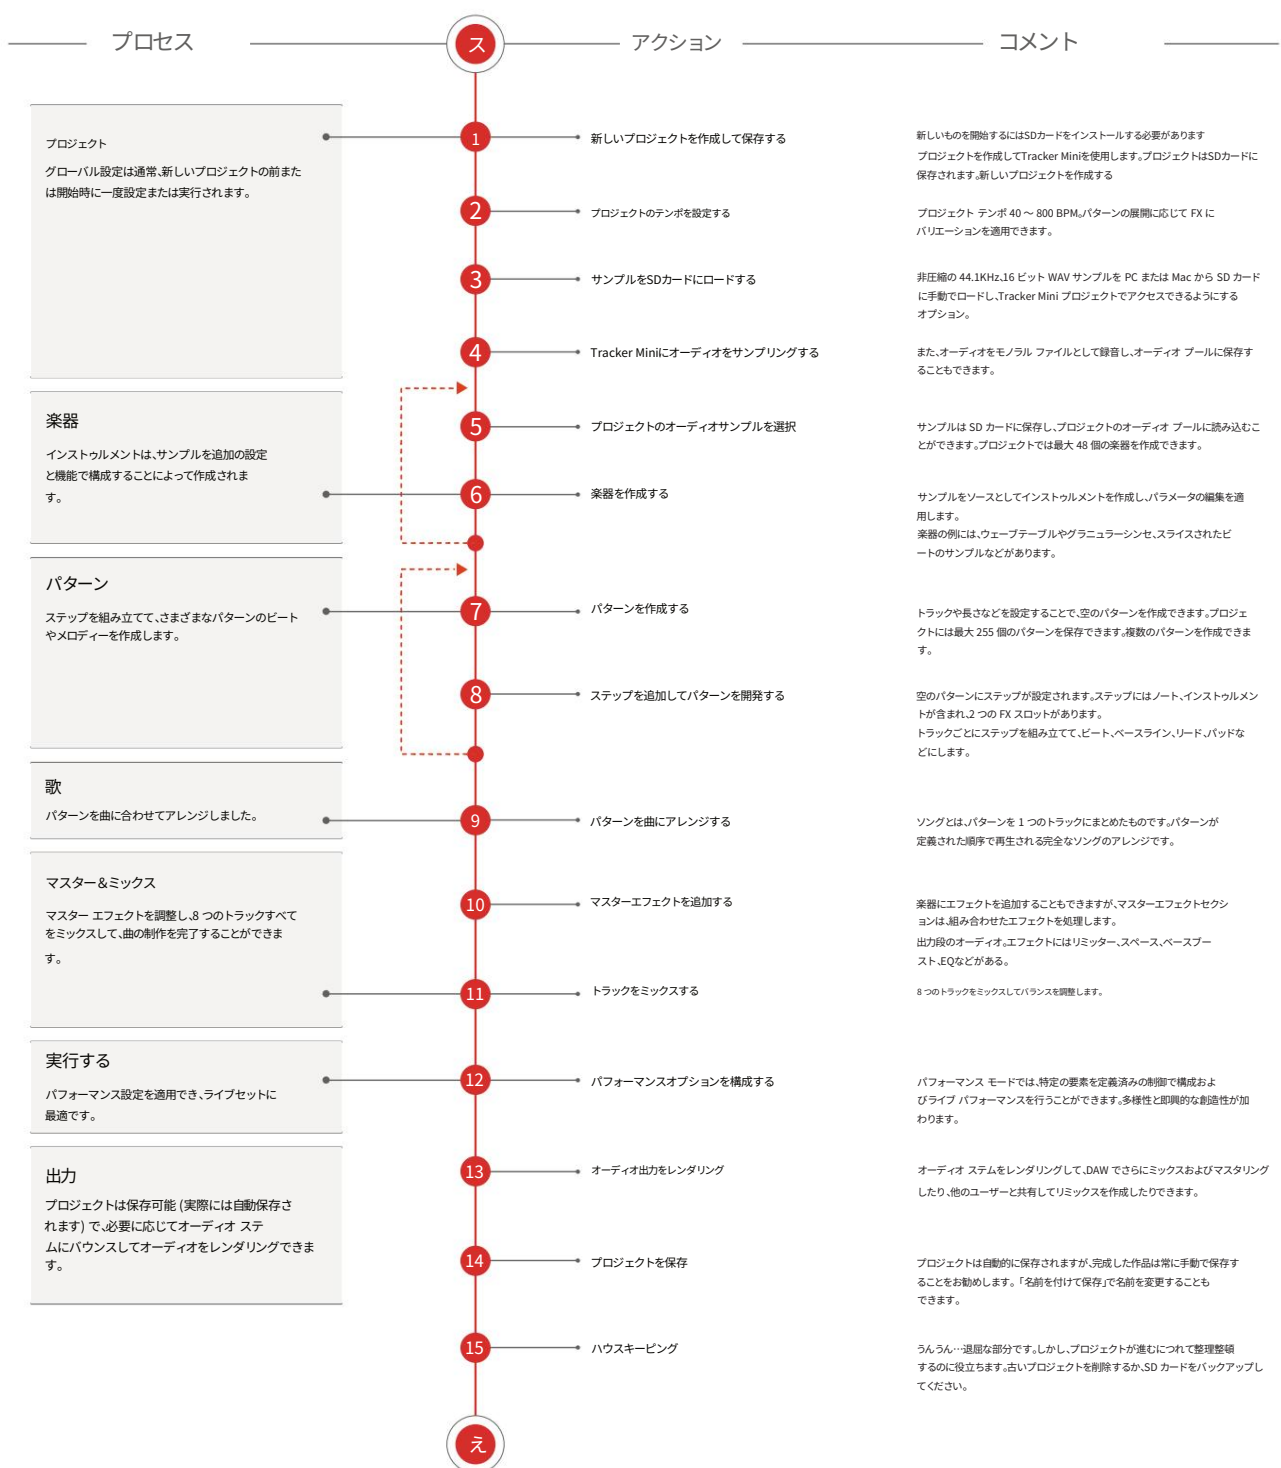 プロセス
ス
アクション
コメント
プロジェクト
グローバル設定は通常、新しいプロジェクトの前また
は開始時に一度設定または実行されます。
1
新しいプロジェクトを作成して保存する
新しいものを開始するにはSDカードをインストールする必要があります
プロジェクトを作成してTracker Miniを使用します。プロジェクトはSDカードに
保存されます。新しいプロジェクトを作成する
2
プロジェクトのテンポを設定する
プロジェクト テンポ 40 ～ 800 BPM。パターンの展開に応じて FX に
バリエーションを適用できます。
3
サンプルをSDカードにロードする
非圧縮の 44.1KHz、16 ビット WAV サンプルを PC または Mac から SD カード
に手動でロードし、Tracker Mini プロジェクトでアクセスできるようにする
オプション。
4
Tracker Miniにオーディオをサンプリングする
また、オーディオをモノラル ファイルとして録音し、オーディオ プールに保存す
ることもできます。
楽器
インストゥルメントは、サンプルを追加の設定
と機能で構成することによって作成されま
す。
5
プロジェクトのオーディオサンプルを選択
サンプルは SD カードに保存し、プロジェクトのオーディオ プールに読み込むこ
とができます。プロジェクトでは最大 48 個の楽器を作成できます。
6
楽器を作成する
サンプルをソースとしてインストゥルメントを作成し、パラメータの編集を適
用します。
楽器の例には、ウェーブテーブルやグラニュラーシンセ、スライスされたビ
ートのサンプルなどがあります。
パターン
ステップを組み立てて、さまざまなパターンのビート
やメロディーを作成します。
7
パターンを作成する
トラックや長さなどを設定することで、空のパターンを作成できます。プロジェ
クトには最大 255 個のパターンを保存できます。複数のパターンを作成できま
す。
8
ステップを追加してパターンを開発する
空のパターンにステップが設定されます。ステップにはノート、インストゥルメン
トが含まれ、2 つの FX スロットがあります。
トラックごとにステップを組み立てて、ビート、ベースライン、リード、パッドな
どにします。
歌
パターンを曲に合わせてアレンジしました。
9
パターンを曲にアレンジする
ソングとは、パターンを 1 つのトラックにまとめたものです。パターンが
定義された順序で再生される完全なソングのアレンジです。
マスター＆ミックス
マスター エフェクトを調整し、8 つのトラックすべて
をミックスして、曲の制作を完了することができま
す。
10
マスターエフェクトを追加する
楽器にエフェクトを追加することもできますが、マスターエフェクトセクシ
ョンは、組み合わせたエフェクトを処理します。
出力段のオーディオ。エフェクトにはリミッター、スペース、ベースブー
スト、EQなどがある。
11
トラックをミックスする
8 つのトラックをミックスしてバランスを調整します。
実行する
パフォーマンス設定を適用でき、ライブセットに
最適です。
12
パフォーマンスオプションを構成する
パフォーマンス モードでは、特定の要素を定義済みの制御で構成およ
びライブ パフォーマンスを行うことができます。多様性と即興的な創造性が加
わります。
出力
プロジェクトは保存可能 (実際には自動保存さ
れます) で、必要に応じてオーディオ ステ
ムにバウンスしてオーディオをレンダリングできま
す。
13
オーディオ出力をレンダリング
オーディオ ステムをレンダリングして、DAW でさらにミックスおよびマスタリング
したり、他のユーザーと共有してリミックスを作成したりできます。
14
プロジェクトを保存
プロジェクトは自動的に保存されますが、完成した作品は常に手動で保存す
ることをお勧めします。「名前を付けて保存」で名前を変更することも
できます。
15
ハウスキーピング
うんうん…退屈な部分です。しかし、プロジェクトが進むにつれて整理整頓
するのに役立ちます。古いプロジェクトを削除するか、SD カードをバックアップし
てください。
え